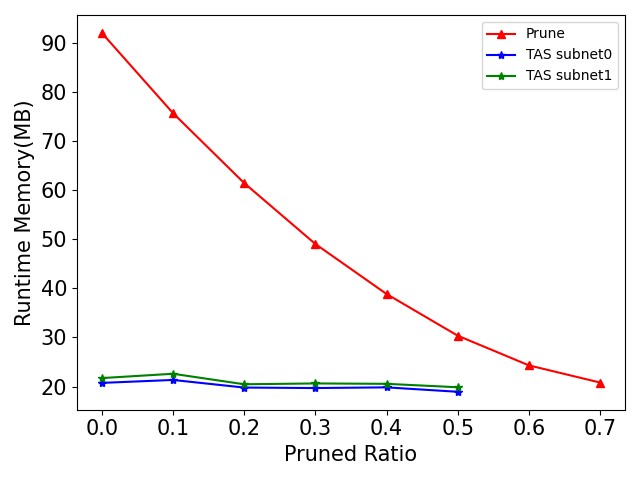 Prune
TAS subnet0
TAS subnet1
Runtime Memory(MB)
90
80
70
60
50
40
30
20
0.0 0.1 0.2 0.3 0.4 0.5 0.6 0.7
Pruned Ratio